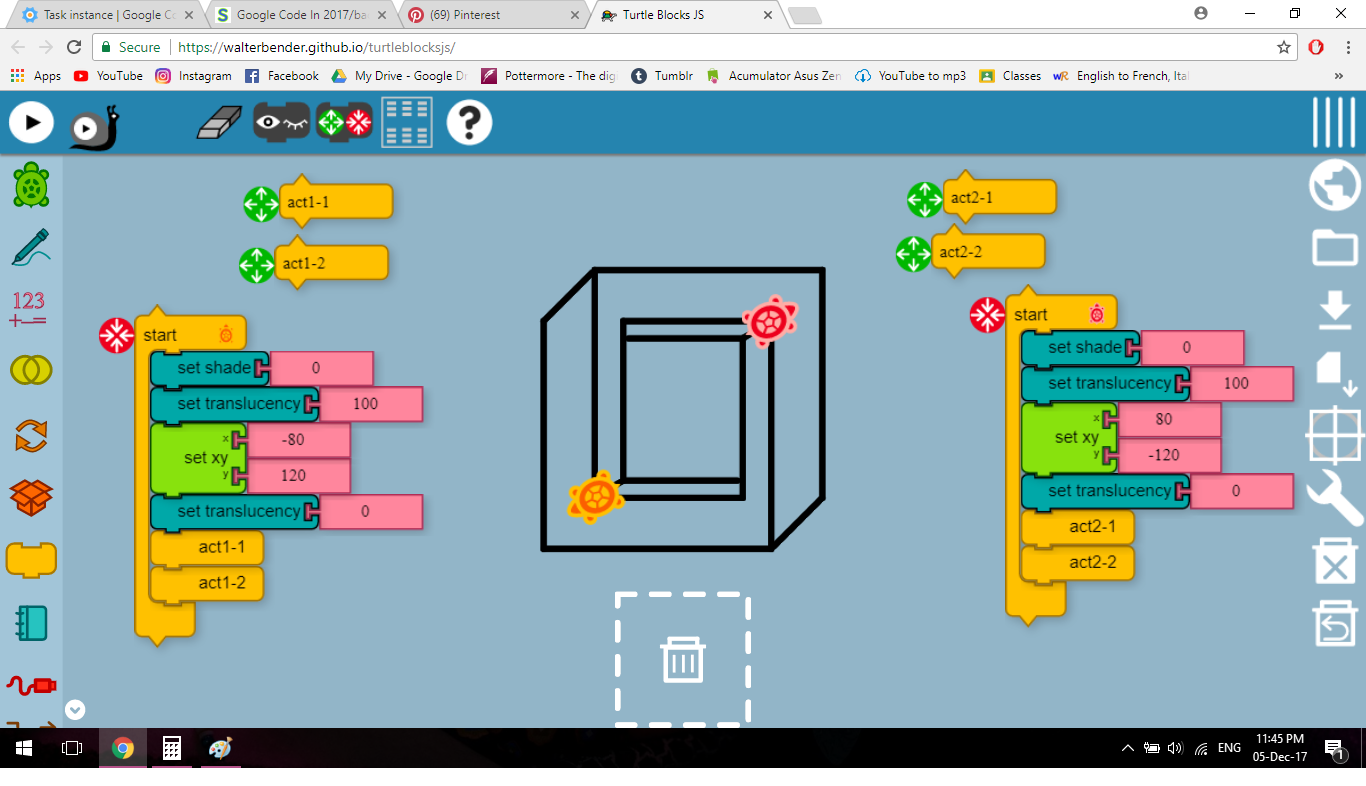 Task instance | Google Co
Google Code In 2017/ba
(69) Pinterest
Turtle Blocks JS
Secure
https://walterbender.github.io/turtleblocksjs/
Apps
YouTube
Instagram
Facebook
My Drive - Google Dr
Pottermore - The digi
Tumblr
Acumulator Asus Zen
YouTube to mp3
Classes
wR
English to French, Ital
»
?
123
+-=
act1-1
act1-2
start
set shade
0
set translucency
100
set xy
x
-80
y
120
set translucency
0
act1-1
act1-2
act2-1
act2-2
start
set shade
0
set translucency
100
set xy
x
80
y
-120
set translucency
0
act2-1
act2-2
ENG
11:45 PM
05-Dec-17
1